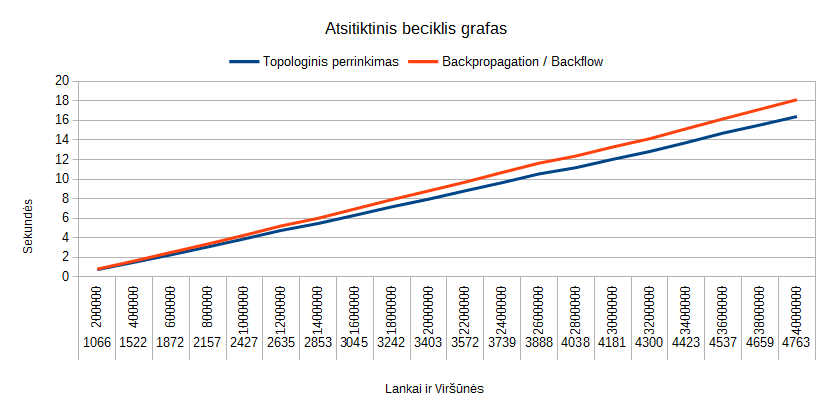 Atsitiktinis beciklis grafas
Topologinis perrinkimas Backpropagation / Backflow
20
18
16
14
12
10
8
6
4
2
0
Sekundės
200000 400000 600000 800000 1000000 1200000 1400000 1600000 1800000 2000000 2200000 2400000 2600000 2800000 3000000 3200000 3400000 3600000 3800000 4000000
1066 1522 1872 2157 2427 2635 2853 3045 3242 3403 3572 3739 3888 4038 4181 4300 4423 4537 4659 4763
Lankai ir Viršūnės